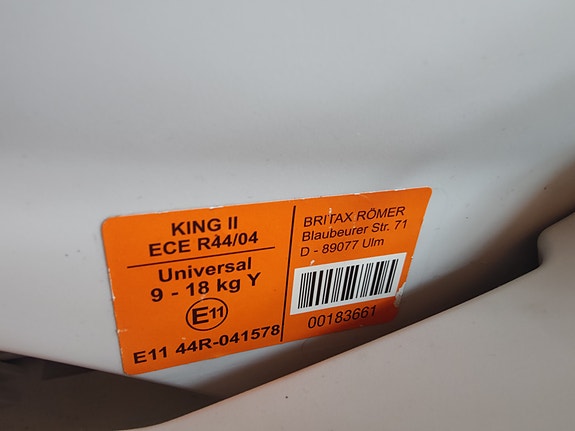 KING II
ECE R44/04
Universal
9 - 18 kg Y
E11
E11 44R-041578
BRITAX RÖMER
Blaubeurer Str. 71
D - 89077 Ulm
00183661